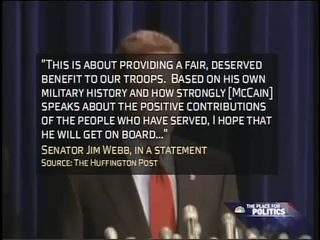 "THIS IS ABOUT PROVIDING A FAIR, DESERVED
BENEFIT TO OUR TROOPS. BASED ON HIS OWN
MILITARY HISTORY AND HOW STRONGLY [MCCAIN]
SPEAKS ABOUT THE POSITIVE CONTRIBUTIONS
OF THE PEOPLE WHO HAVE SERVED, I HOPE THAT
HE WILL GET ON BOARD..."
SENATOR JIM WEBB, IN A STATEMENT
SOURCE: THE HUFFINGTON POST
THE PLACE FOR
POLITICS